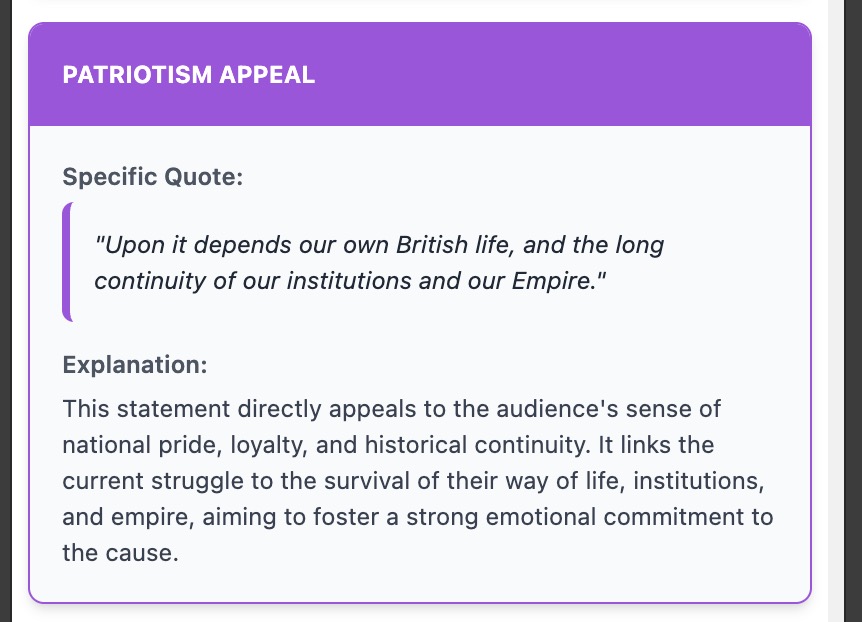 PATRIOTISM APPEAL
Specific Quote:
"Upon it depends our own British life, and the long
continuity of our institutions and our Empire."
Explanation:
This statement directly appeals to the audience's sense of
national pride, loyalty, and historical continuity. It links the
current struggle to the survival of their way of life, institutions,
and empire, aiming to foster a strong emotional commitment to
the cause.